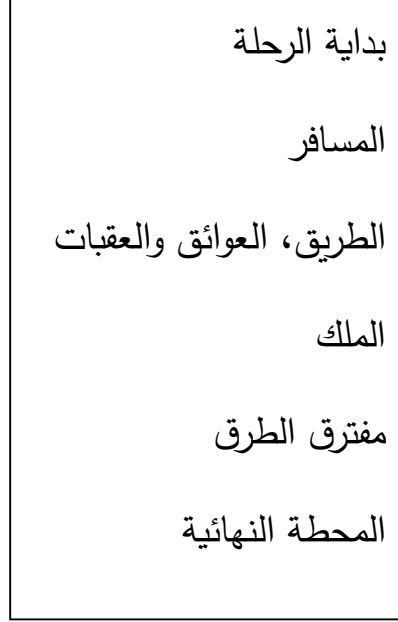 بداية الرحلة
المسافر
الطريق، العوائق والعقبات
الملك
مفترق الطرق
المحطة النهائية